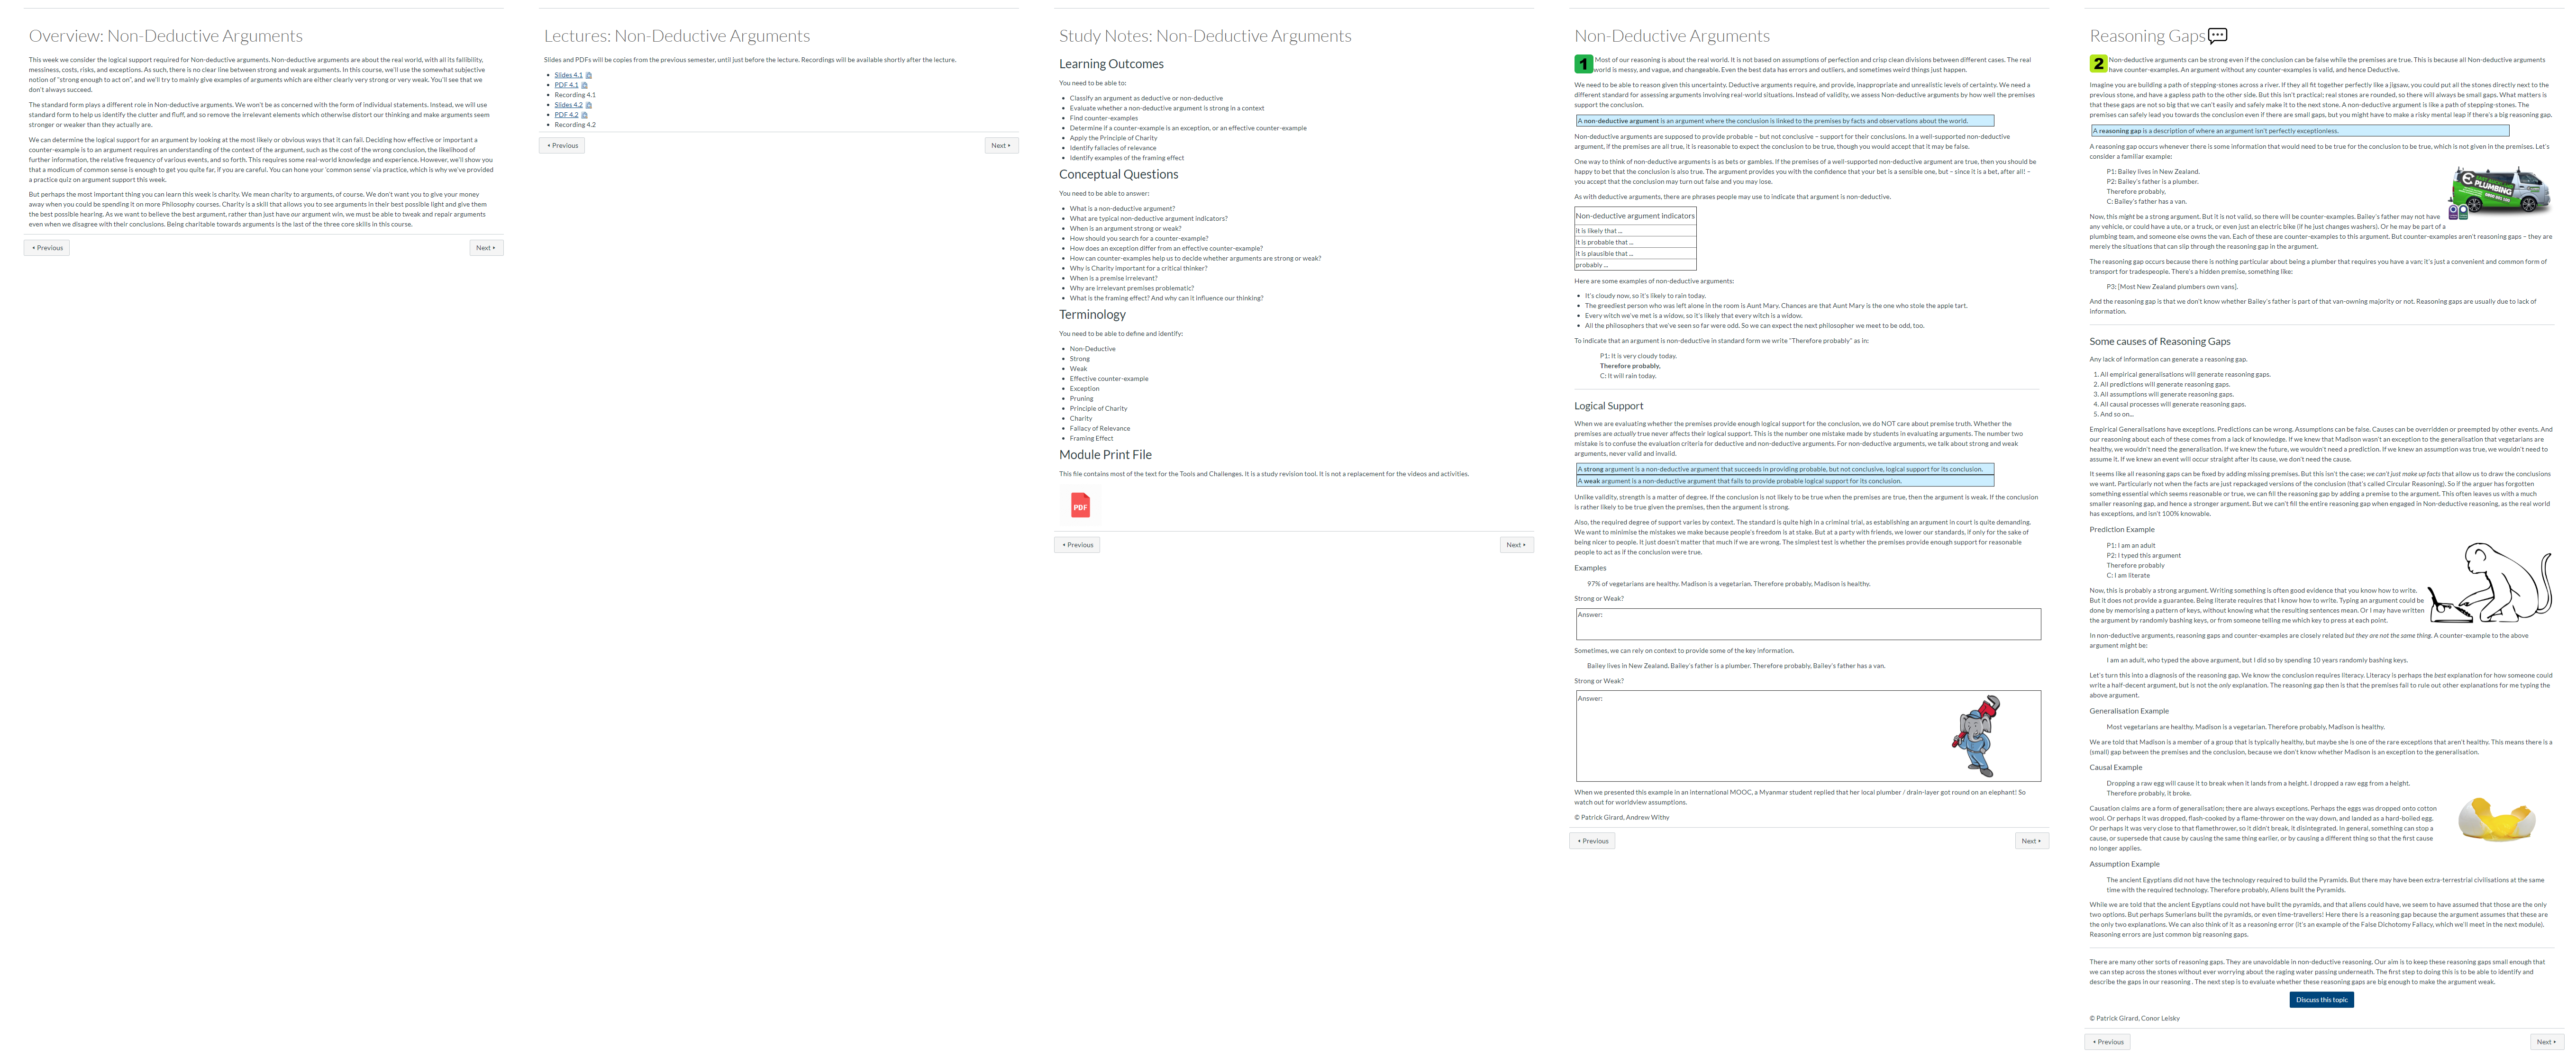 Overview: Non-Deductive Arguments
This week we consider the logical support required for Non-deductive arguments. Non-deductive arguments are about the real world, with all its fallibility,
messiness, costs, risks, and exceptions. As such, there is no clear line between strong and weak arguments. In this course, we'll use the somewhat subjective
notion of "strong enough to act on", and we'll try to mainly give examples of arguments which are either clearly very strong or very weak. You'll see that we
don't always succeed.
The standard form plays a different role in Non-deductive arguments. We won't be as concerned with the form of individual statements. Instead, we will use
standard form to help us identify the clutter and fluff, and so remove the irrelevant elements which otherwise distort our thinking and make arguments seem
stronger or weaker than they actually are.
We can determine the logical support for an argument by looking at the most likely or obvious ways that it can fail. Deciding how effective or important a
counter-example is to an argument requires an understanding of the context of the argument, such as the cost of the wrong conclusion, the likelihood of
further information, the relative frequency of various events, and so forth. This requires some real-world knowledge and experience. However, we'll show you
that a modicum of common sense is enough to get you quite far, if you are careful. You can hone your 'common sense' via practice, which is why we've provided
a practice quiz on argument support this week.
But perhaps the most important thing you can learn this week is charity. We mean charity to arguments, of course. We don't want you to give your money
away when you could be spending it on more Philosophy courses. Charity is a skill that allows you to see arguments in their best possible light and give them
the best possible hearing. As we want to believe the best argument, rather than just have our argument win, we must be able to tweak and repair arguments
even when we disagree with their conclusions. Being charitable towards arguments is the last of the three core skills in this course.
◂ Previous
Next ▸
Lectures: Non-Deductive Arguments
Slides and PDFs will be copies from the previous semester, until just before the lecture. Recordings will be available shortly after the lecture.
• Slides 4.1
• PDF 4.1
• Recording 4.1
• Slides 4.2
• PDF 4.2
• Recording 4.2
◂ Previous
Next ▸
Study Notes: Non-Deductive Arguments
Learning Outcomes
You need to be able to:
• Classify an argument as deductive or non-deductive
• Evaluate whether a non-deductive argument is strong in a context
• Find counter-examples
• Determine if a counter-example is an exception, or an effective counter-example
• Apply the Principle of Charity
• Identify fallacies of relevance
• Identify examples of the framing effect
Conceptual Questions
You need to be able to answer:
• What is a non-deductive argument?
• What are typical non-deductive argument indicators?
• When is an argument strong or weak?
• How should you search for a counter-example?
• How does an exception differ from an effective counter-example?
• How can counter-examples help us to decide whether arguments are strong or weak?
• Why is Charity important for a critical thinker?
• When is a premise irrelevant?
• Why are irrelevant premises problematic?
• What is the framing effect? And why can it influence our thinking?
Terminology
You need to be able to define and identify:
• Non-Deductive
• Strong
• Weak
• Effective counter-example
• Exception
• Pruning
• Principle of Charity
• Charity
• Fallacy of Relevance
• Framing Effect
Module Print File
This file contains most of the text for the Tools and Challenges. It is a study revision tool. It is not a replacement for the videos and activities.
PDF
◂ Previous
Next ▸
Non-Deductive Arguments
1 Most of our reasoning is about the real world. It is not based on assumptions of perfection and crisp clean divisions between different cases. The real
world is messy, and vague, and changeable. Even the best data has errors and outliers, and sometimes weird things just happen.
We need to be able to reason given this uncertainty. Deductive arguments require, and provide, inappropriate and unrealistic levels of certainty. We need a
different standard for assessing arguments involving real-world situations. Instead of validity, we assess Non-deductive arguments by how well the premises
support the conclusion.
A non-deductive argument is an argument where the conclusion is linked to the premises by facts and observations about the world.
Non-deductive arguments are supposed to provide probable – but not conclusive – support for their conclusions. In a well-supported non-deductive
argument, if the premises are all true, it is reasonable to expect the conclusion to be true, though you would accept that it may be false.
One way to think of non-deductive arguments is as bets or gambles. If the premises of a well-supported non-deductive argument are true, then you should be
happy to bet that the conclusion is also true. The argument provides you with the confidence that your bet is a sensible one, but – since it is a bet, after all! –
you accept that the conclusion may turn out false and you may lose.
As with deductive arguments, there are phrases people may use to indicate that argument is non-deductive.
Non-deductive argument indicators
it is likely that ...
it is probable that ...
it is plausible that ...
probably ...
Here are some examples of non-deductive arguments:
• It's cloudy now, so it's likely to rain today.
• The greediest person who was left alone in the room is Aunt Mary. Chances are that Aunt Mary is the one who stole the apple tart.
• Every witch we've met is a widow, so it's likely that every witch is a widow.
• All the philosophers that we've seen so far were odd. So we can expect the next philosopher we meet to be odd, too.
To indicate that an argument is non-deductive in standard form we write "Therefore probably" as in:
P1: It is very cloudy today.
Therefore probably,
C: It will rain today.
Logical Support
When we are evaluating whether the premises provide enough logical support for the conclusion, we do NOT care about premise truth. Whether the
premises are actually true never affects their logical support. This is the number one mistake made by students in evaluating arguments. The number two
mistake is to confuse the evaluation criteria for deductive and non-deductive arguments. For non-deductive arguments, we talk about strong and weak
arguments, never valid and invalid.
A strong argument is a non-deductive argument that succeeds in providing probable, but not conclusive, logical support for its conclusion.
A weak argument is a non-deductive argument that fails to provide probable logical support for its conclusion.
Unlike validity, strength is a matter of degree. If the conclusion is not likely to be true when the premises are true, then the argument is weak. If the conclusion
is rather likely to be true given the premises, then the argument is strong.
Also, the required degree of support varies by context. The standard is quite high in a criminal trial, as establishing an argument in court is quite demanding.
We want to minimise the mistakes we make because people's freedom is at stake. But at a party with friends, we lower our standards, if only for the sake of
being nicer to people. It just doesn't matter that much if we are wrong. The simplest test is whether the premises provide enough support for reasonable
people to act as if the conclusion were true.
Examples
97% of vegetarians are healthy. Madison is a vegetarian. Therefore probably, Madison is healthy.
Strong or Weak?
Answer:
Sometimes, we can rely on context to provide some of the key information.
Bailey lives in New Zealand. Bailey's father is a plumber. Therefore probably, Bailey's father has a van.
Strong or Weak?
Answer:
When we presented this example in an international MOOC, a Myanmar student replied that her local plumber / drain-layer got round on an elephant! So
watch out for worldview assumptions.
© Patrick Girard, Andrew Withy
◂ Previous
Next ▸
Reasoning Gaps
2 Non-deductive arguments can be strong even if the conclusion can be false while the premises are true. This is because all Non-deductive arguments
have counter-examples. An argument without any counter-examples is valid, and hence Deductive.
Imagine you are building a path of stepping-stones across a river. If they all fit together perfectly like a jigsaw, you could put all the stones directly next to the
previous stone, and have a gapless path to the other side. But this isn't practical; real stones are rounded, so there will always be small gaps. What matters is
that these gaps are not so big that we can't easily and safely make it to the next stone. A non-deductive argument is like a path of stepping-stones. The
premises can safely lead you towards the conclusion even if there are small gaps, but you might have to make a risky mental leap if there's a big reasoning gap.
A reasoning gap is a description of where an argument isn't perfectly exceptionless.
A reasoning gap occurs whenever there is some information that would need to be true for the conclusion to be true, which is not given in the premises. Let's
consider a familiar example:
P1: Bailey lives in New Zealand.
P2: Bailey's father is a plumber.
Therefore probably,
C: Bailey's father has a van.
PLUMBING
Now, this might be a strong argument. But it is not valid, so there will be counter-examples. Bailey's father may not have
any vehicle, or could have a ute, or a truck, or even just an electric bike (if he just changes washers). Or he may be part of a
plumbing team, and someone else owns the van. Each of these are counter-examples to this argument. But counter-examples aren't reasoning gaps – they are
merely the situations that can slip through the reasoning gap in the argument.
The reasoning gap occurs because there is nothing particular about being a plumber that requires you have a van; it's just a convenient and common form of
transport for tradespeople. There's a hidden premise, something like:
P3: [Most New Zealand plumbers own vans].
And the reasoning gap is that we don't know whether Bailey's father is part of that van-owning majority or not. Reasoning gaps are usually due to lack of
information.
Some causes of Reasoning Gaps
Any lack of information can generate a reasoning gap.
1. All empirical generalisations will generate reasoning gaps.
2. All predictions will generate reasoning gaps.
3. All assumptions will generate reasoning gaps.
4. All causal processes will generate reasoning gaps.
5. And so on...
Empirical Generalisations have exceptions. Predictions can be wrong. Assumptions can be false. Causes can be overridden or preempted by other events. And
our reasoning about each of these comes from a lack of knowledge. If we knew that Madison wasn't an exception to the generalisation that vegetarians are
healthy, we wouldn't need the generalisation. If we knew the future, we wouldn't need a prediction. If we knew an assumption was true, we wouldn't need to
assume it. If we knew an event will occur straight after its cause, we don't need the cause.
It seems like all reasoning gaps can be fixed by adding missing premises. But this isn't the case; we can't just make up facts that allow us to draw the conclusions
we want. Particularly not when the facts are just repackaged versions of the conclusion (that's called Circular Reasoning). So if the arguer has forgotten
something essential which seems reasonable or true, we can fill the reasoning gap by adding a premise to the argument. This often leaves us with a much
smaller reasoning gap, and hence a stronger argument. But we can't fill the entire reasoning gap when engaged in Non-deductive reasoning, as the real world
has exceptions, and isn't 100% knowable.
Prediction Example
P1: I am an adult
P2: I typed this argument
Therefore probably
C: I am literate
Now, this is probably a strong argument. Writing something is often good evidence that you know how to write.
But it does not provide a guarantee. Being literate requires that I know how to write. Typing an argument could be
done by memorising a pattern of keys, without knowing what the resulting sentences mean. Or I may have written
the argument by randomly bashing keys, or from someone telling me which key to press at each point.
In non-deductive arguments, reasoning gaps and counter-examples are closely related but they are not the same thing. A counter-example to the above
argument might be:
I am an adult, who typed the above argument, but I did so by spending 10 years randomly bashing keys.
Let's turn this into a diagnosis of the reasoning gap. We know the conclusion requires literacy. Literacy is perhaps the best explanation for how someone could
write a half-decent argument, but is not the only explanation. The reasoning gap then is that the premises fail to rule out other explanations for me typing the
above argument.
Generalisation Example
Most vegetarians are healthy. Madison is a vegetarian. Therefore probably, Madison is healthy.
We are told that Madison is a member of a group that is typically healthy, but maybe she is one of the rare exceptions that aren't healthy. This means there is a
(small) gap between the premises and the conclusion, because we don't know whether Madison is an exception to the generalisation.
Causal Example
Dropping a raw egg will cause it to break when it lands from a height. I dropped a raw egg from a height.
Therefore probably, it broke.
Causation claims are a form of generalisation; there are always exceptions. Perhaps the eggs was dropped onto cotton
wool. Or perhaps it was dropped, flash-cooked by a flame-thrower on the way down, and landed as a hard-boiled egg.
Or perhaps it was very close to that flamethrower, so it didn't break, it disintegrated. In general, something can stop a
cause, or supersede that cause by causing the same thing earlier, or by causing a different thing so that the first cause
no longer applies.
Assumption Example
The ancient Egyptians did not have the technology required to build the Pyramids. But there may have been extra-terrestrial civilisations at the same
time with the required technology. Therefore probably, Aliens built the Pyramids.
While we are told that the ancient Egyptians could not have built the pyramids, and that aliens could have, we seem to have assumed that those are the only
two options. But perhaps Sumerians built the pyramids, or even time-travellers! Here there is a reasoning gap because the argument assumes that these are
the only two explanations. We can also think of it as a reasoning error (it's an example of the False Dichotomy Fallacy, which we'll meet in the next module).
Reasoning errors are just common big reasoning gaps.
There are many other sorts of reasoning gaps. They are unavoidable in non-deductive reasoning. Our aim is to keep these reasoning gaps small enough that
we can step across the stones without ever worrying about the raging water passing underneath. The first step to doing this is to be able to identify and
describe the gaps in our reasoning . The next step is to evaluate whether these reasoning gaps are big enough to make the argument weak.
Discuss this topic
© Patrick Girard, Conor Leisky
◂ Previous
Next ▸